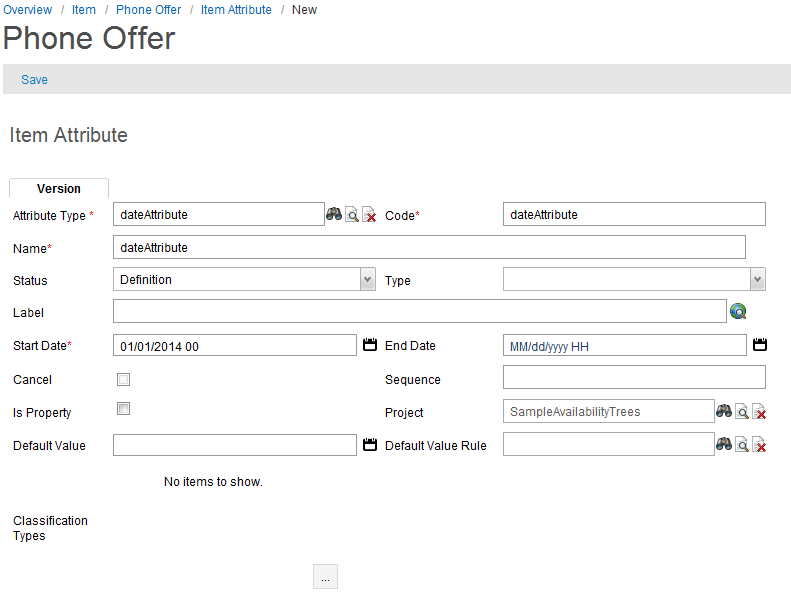 Overview / Item / Phone Offer / Item Attribute / New
Phone Offer
Save
Item Attribute
Version
Attribute Type * dateAttribute Code* dateAttribute
Name* dateAttribute
Status Definition Type
Label
Start Date* 01/01/2014 00 End Date MM/dd/yyyy HH
Cancel Sequence
Is Property Project SampleAvailabilityTrees
Default Value Default Value Rule
No items to show.
Classification
Types
...